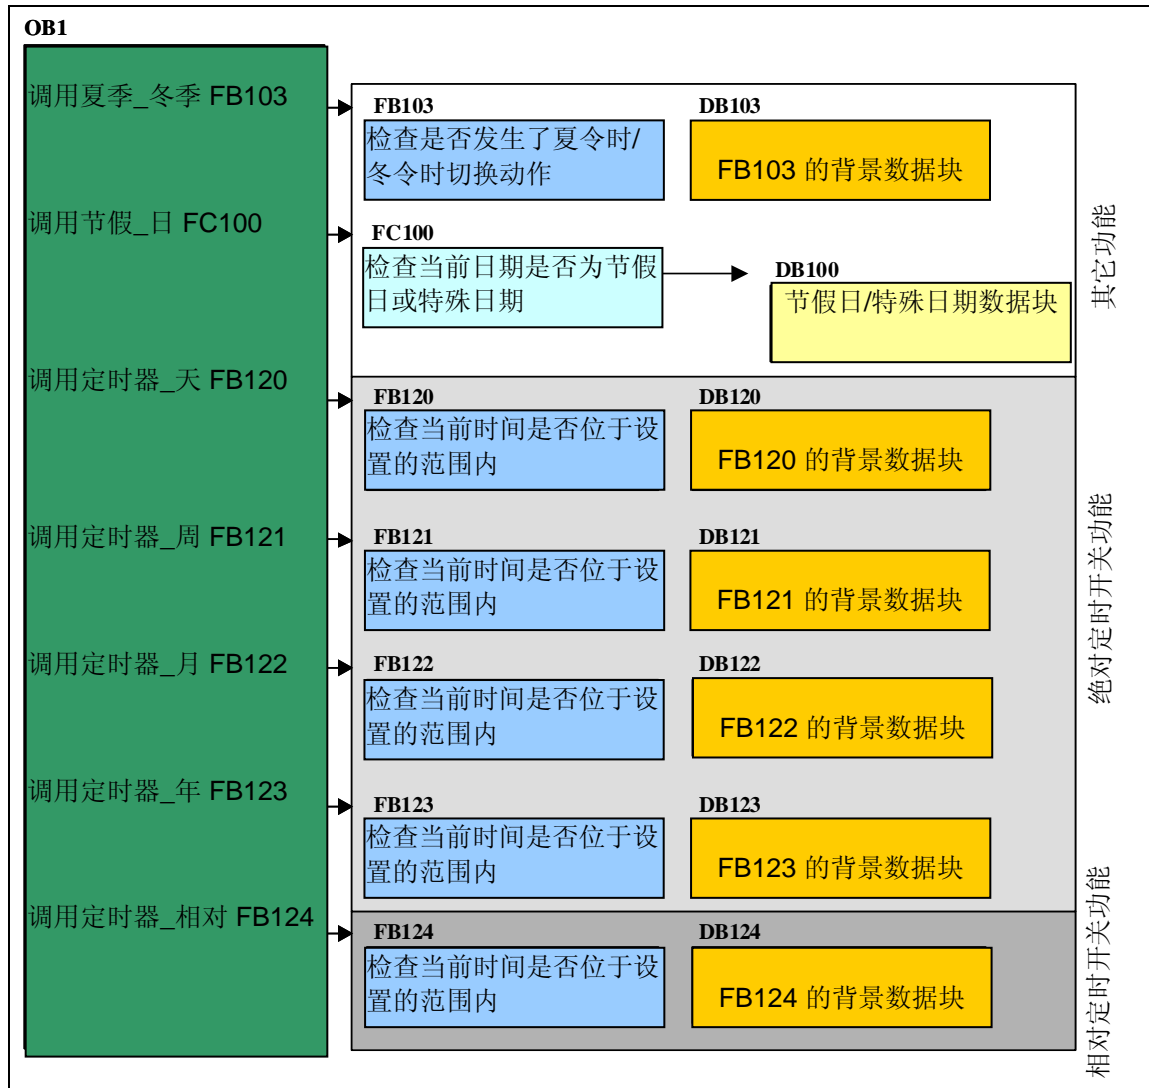 OB1
调用夏季_冬季 FB103
FB103
DB103
检查是否发生了夏令时/
冬令时切换动作
FB103 的背景数据块
调用节假_日 FC100
FC100
检查当前日期是否为节假
日或特殊日期
DB100
节假日/特殊日期数据块
其它功能
调用定时器_天 FB120
FB120
DB120
检查当前时间是否位于设
置的范围内
FB120 的背景数据块
调用定时器_周 FB121
FB121
DB121
检查当前时间是否位于设
置的范围内
FB121 的背景数据块
调用定时器_月 FB122
FB122
DB122
检查当前时间是否位于设
置的范围内
FB122 的背景数据块
调用定时器_年 FB123
FB123
DB123
检查当前时间是否位于设
置的范围内
FB123 的背景数据块
绝对定时开关功能
调用定时器_相对 FB124
FB124
DB124
检查当前时间是否位于设
置的范围内
FB124 的背景数据块
相对定时开关功能